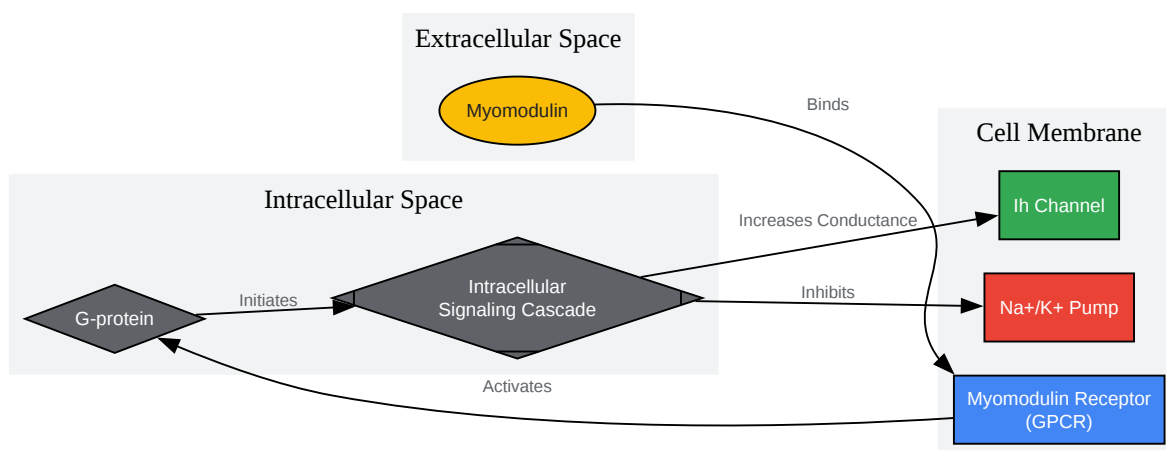 Extracellular Space
Myomodulin
Binds
Cell Membrane
Ih Channel
Increases Conductance
Intracellular Space
Intracellular
Signaling Cascade
Inhibits
Na+/K+ Pump
Initiates
G-protein
Activates
Myomodulin Receptor
(GPCR)